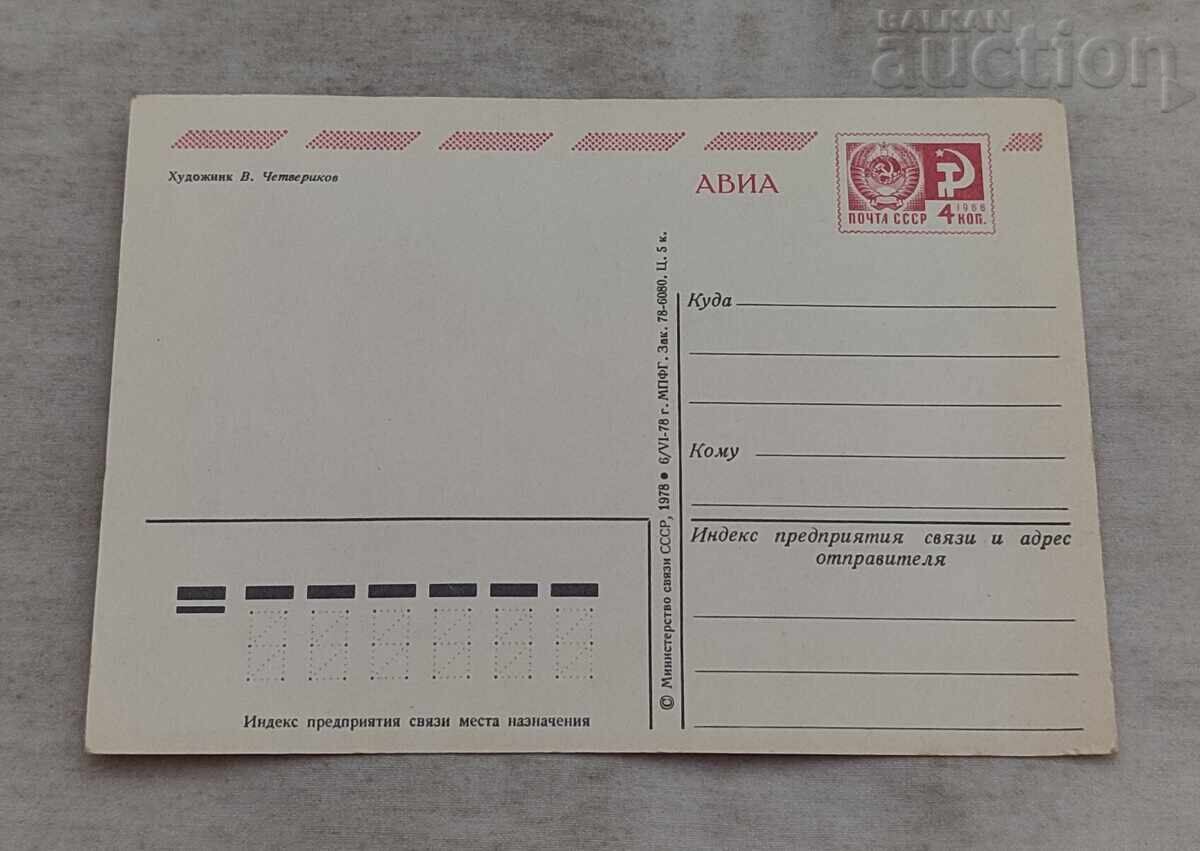 BALKAN
auction
Художник В. Четвериков
АВИА
ПОЧТА СССР 4 1966 КОП.
© Министерство связи СССР, 1978 • 6/VI-78 г. МПФГ. Зак. 78-6080. Ц. 5 к.
Куда
Кому
Индекс предприятия связи и адрес
отправителя
Индекс предприятия связи места назначения